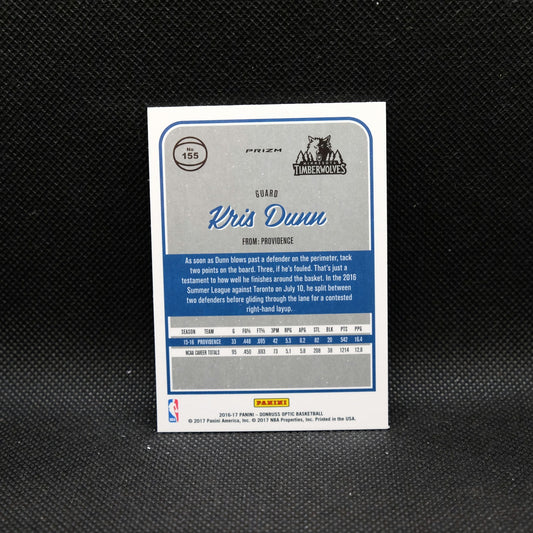 No
155
PRIZM
MINNESOTA
TIMBERWOLVES
GUARD
Kris Dunn
FROM: PROVIDENCE
As soon as Dunn blows past a defender on the perimeter, tack
two points on the board. Three, if he's fouled. That's just a
testament to how well he finishes around the basket. In the 2016
Summer League against Toronto on July 10, he split between
two defenders before gliding through the lane for a contested
right-hand layup.
SEASON TEAM G FG% FT% 3PM RPG APG STL BLK PTS PPG
15-16 PROVIDENCE 33 .448 .695 42 5.3 6.2 82 20 542 16.4
NCAA CAREER TOTALS 95 .450 .693 73 5.1 5.8 208 38 1214 12.8
PANINI
2016-17 PANINI - DONRUSS OPTIC BASKETBALL
© 2017 Panini America, Inc. © 2017 NBA Properties, Inc. Printed in the USA.